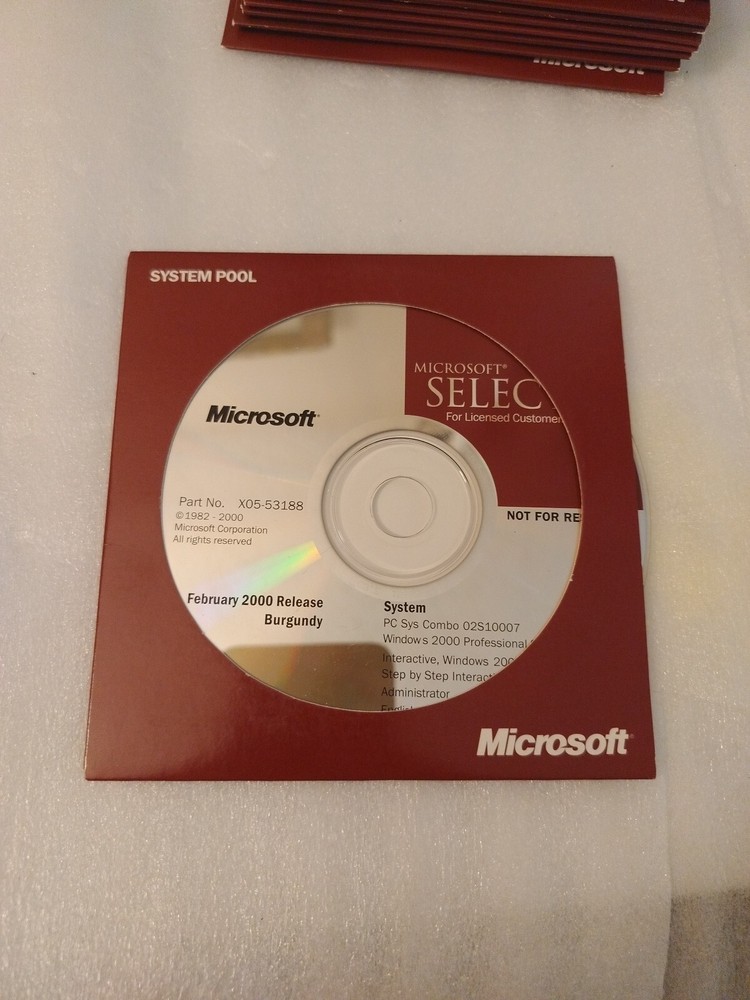 Microsoft
SYSTEM POOL
MICROSOFT®
SELEC
For Licensed Custome
Microsoft
Part No. X05-53188
©1982 - 2000
Microsoft Corporation
All rights reserved
NOT FOR RE
February 2000 Release
Burgundy
System
PC Sys Combo 02S10007
Windows 2000 Professional
Interactive, Windows 200
Step by Step Interact
Administrator
English
Microsoft